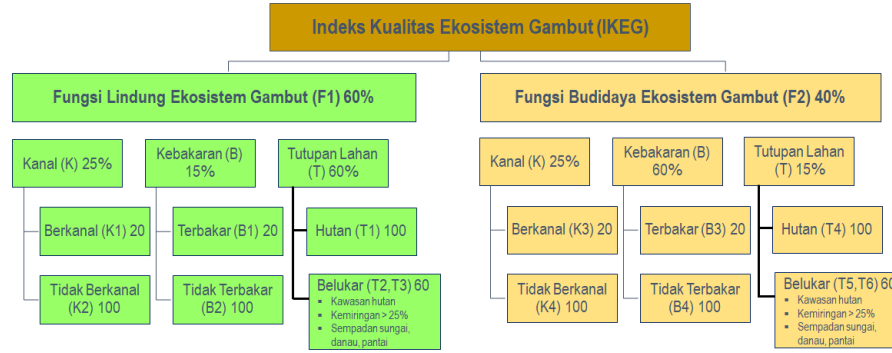 Indeks Kualitas Ekosistem Gambut (IKEG)
Fungsi Lindung Ekosistem Gambut (F1) 60%
Fungsi Budidaya Ekosistem Gambut (F2) 40%
Kanal (K) 25%
Kebakaran (B)
15%
Tutupan Lahan
(T) 60%
Berkanal (K1) 20
Terbakar (B1) 20
Hutan (T1) 100
Tidak Berkanal
(K2) 100
Tidak Terbakar
(B2) 100
Belukar (T2,T3) 60
▪ Kawasan hutan
▪ Kemiringan > 25%
▪ Sempadan sungai,
danau, pantai
Kanal (K) 25%
Kebakaran (B)
60%
Tutupan Lahan
(T) 15%
Berkanal (K3) 20
Terbakar (B3) 20
Hutan (T4) 100
Tidak Berkanal
(K4) 100
Tidak Terbakar
(B4) 100
Belukar (T5,T6) 60
▪ Kawasan hutan
▪ Kemiringan > 25%
▪ Sempadan sungai,
danau, pantai